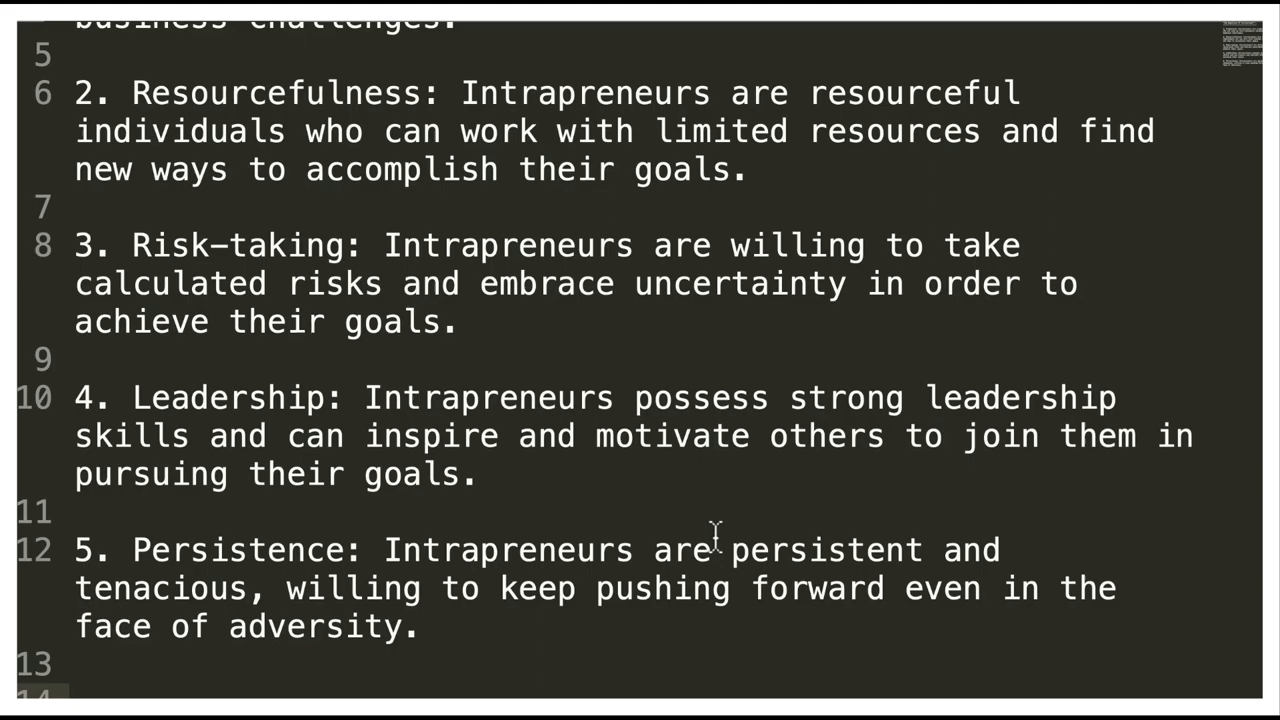 business challenges.
5
6 2. Resourcefulness: Intrapreneurs are resourceful
individuals who can work with limited resources and find
new ways to accomplish their goals.
7
8 3. Risk-taking: Intrapreneurs are willing to take
calculated risks and embrace uncertainty in order to
achieve their goals.
9
10 4. Leadership: Intrapreneurs possess strong leadership
skills and can inspire and motivate others to join them in
pursuing their goals.
11
12 5. Persistence: Intrapreneurs are persistent and
tenacious, willing to keep pushing forward even in the
face of adversity.
13
14